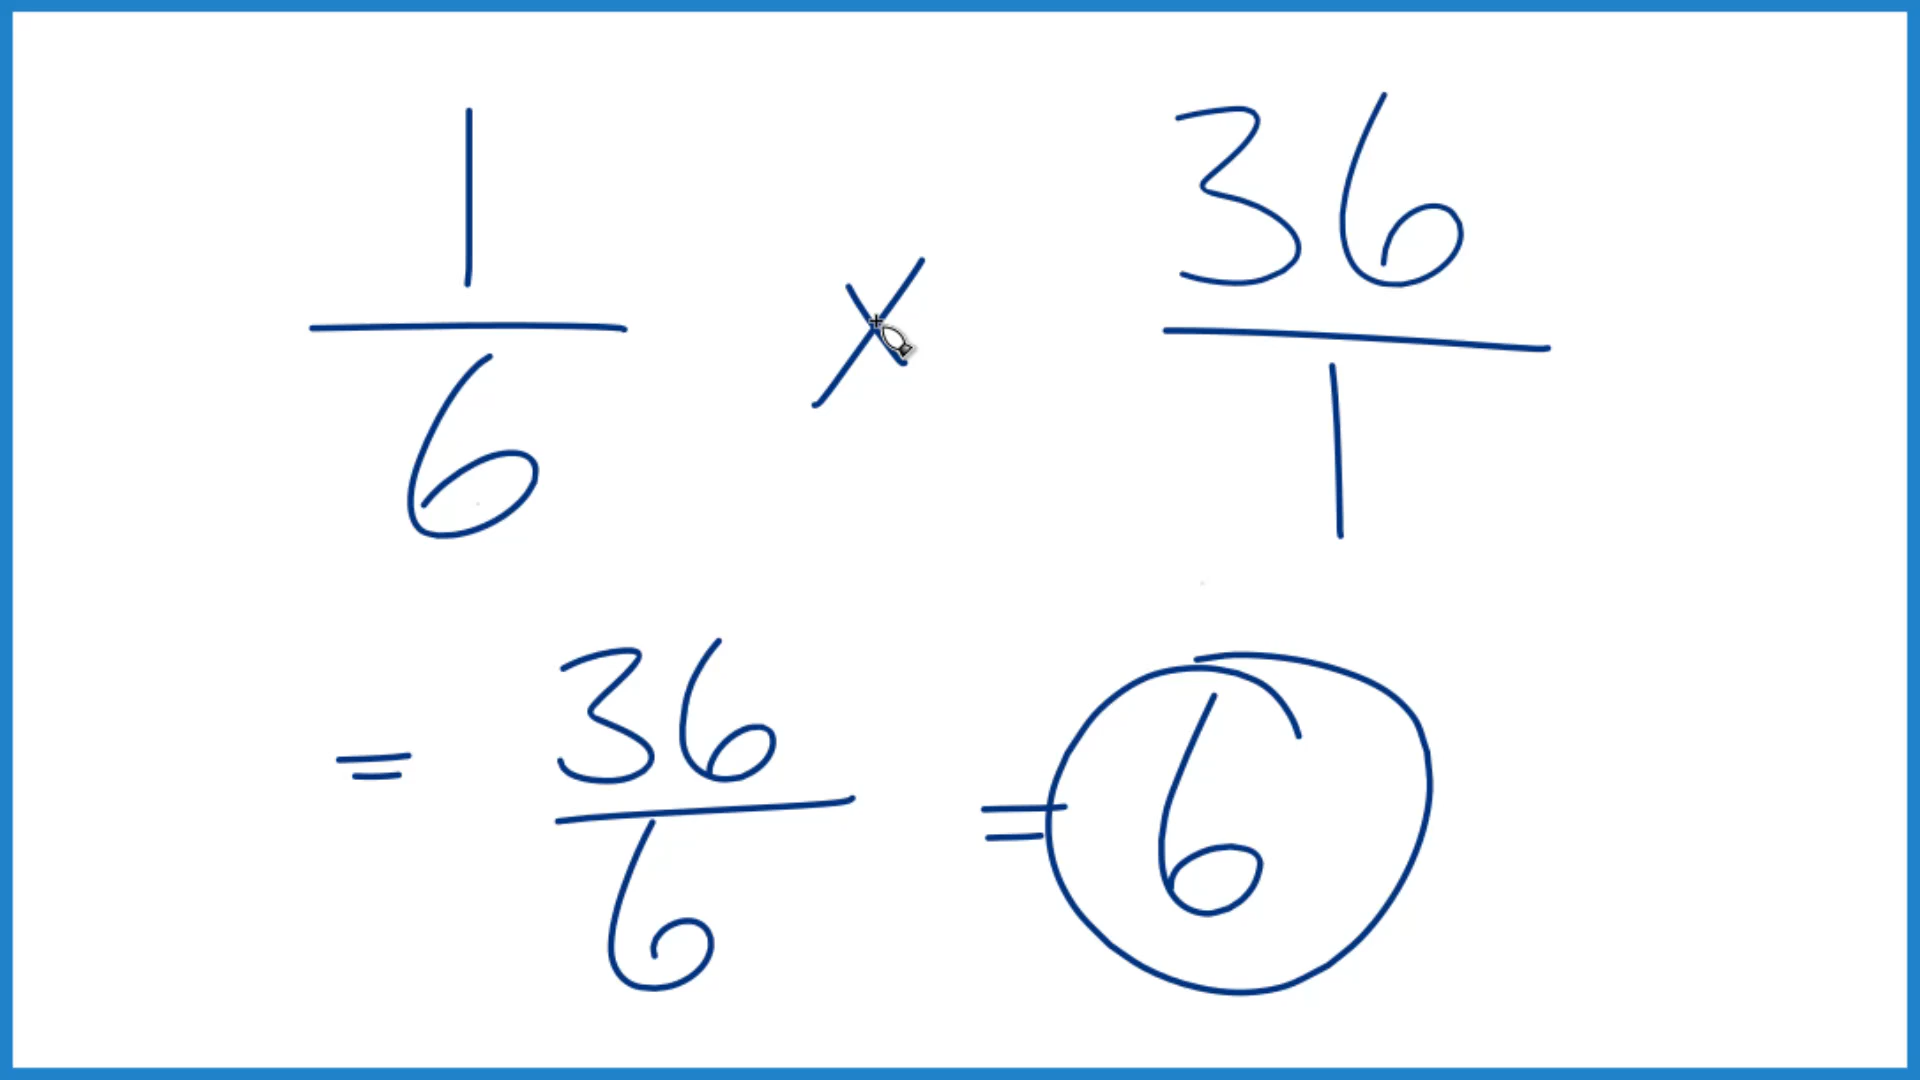 1/6 × 36/1
= 36/6 = 6